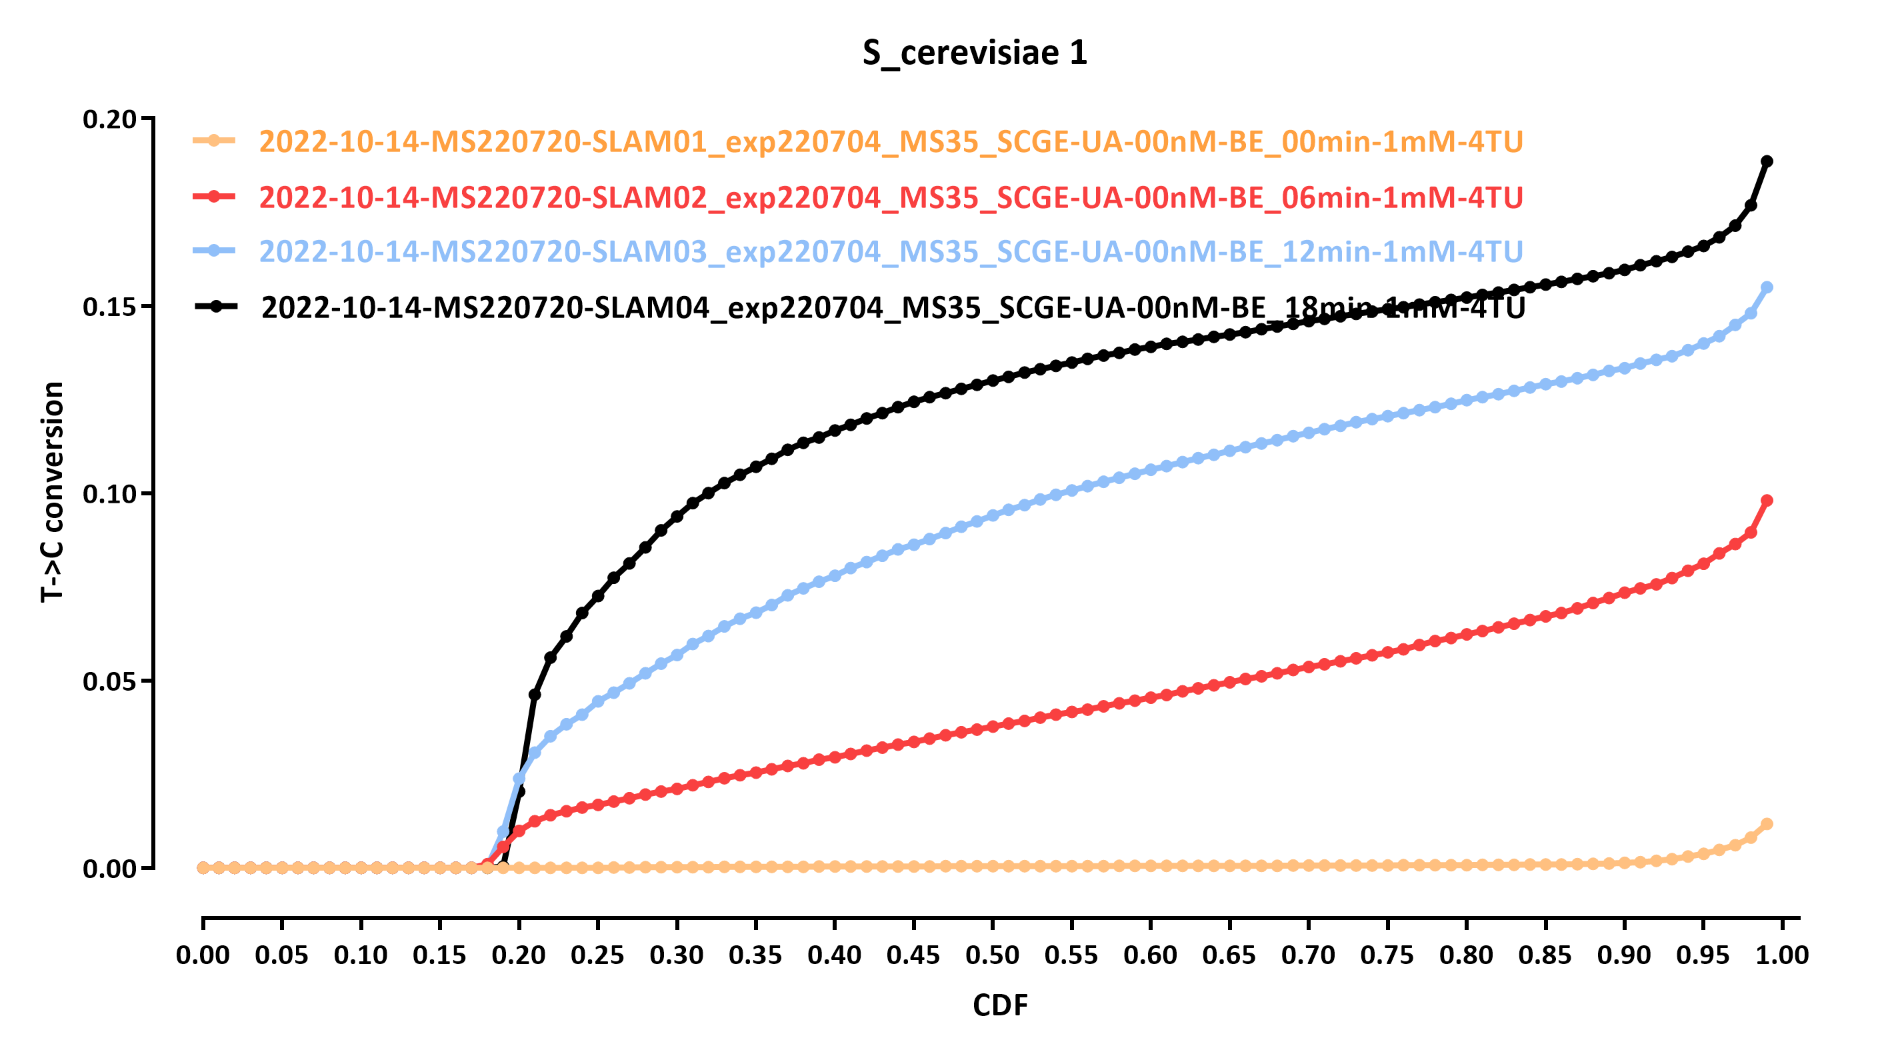 S_cerevisiae 1
0.20
2022-10-14-MS220720-SLAM01_exp220704_MS35_SCGE-UA-00nM-BE_00min-1mM-4TU
2022-10-14-MS220720-SLAM02_exp220704_MS35_SCGE-UA-00nM-BE_06min-1mM-4TU
2022-10-14-MS220720-SLAM03_exp220704_MS35_SCGE-UA-00nM-BE_12min-1mM-4TU
0.15
2022-10-14-MS220720-SLAM04_exp220704_MS35_SCGE-UA-00nM-BE_18min-1mM-4TU
0.10
T->C conversion
0.05
0.00
0.00 0.05 0.10 0.15 0.20 0.25 0.30 0.35 0.40 0.45 0.50 0.55 0.60 0.65 0.70 0.75 0.80 0.85 0.90 0.95 1.00
CDF